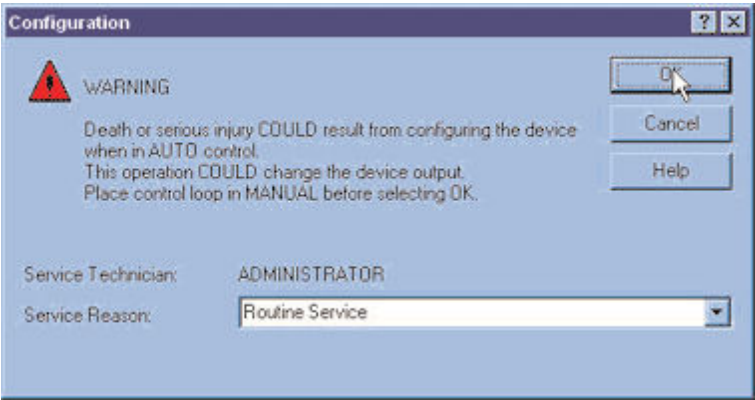 Configuration
?
×
WARNING
OK
Death or serious injury COULD result from configuring the device
when in AUTO control.
This operation COULD change the device output.
Place control loop in MANUAL before selecting OK.
Cancel
Help
Service Technician: ADMINISTRATOR
Service Reason: Routine Service